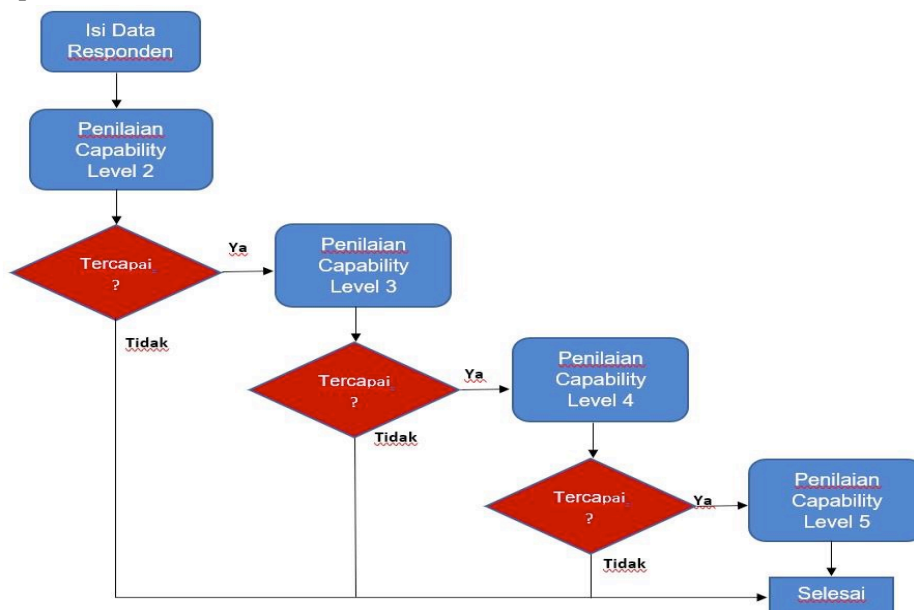 Isi Data
Responden
Penilaian
Capability
Level 2
Tercapai
?
Ya
Tidak
Penilaian
Capability
Level 3
Tercapai
?
Ya
Tidak
Penilaian
Capability
Level 4
Tercapai
?
Ya
Tidak
Penilaian
Capability
Level 5
Selesai